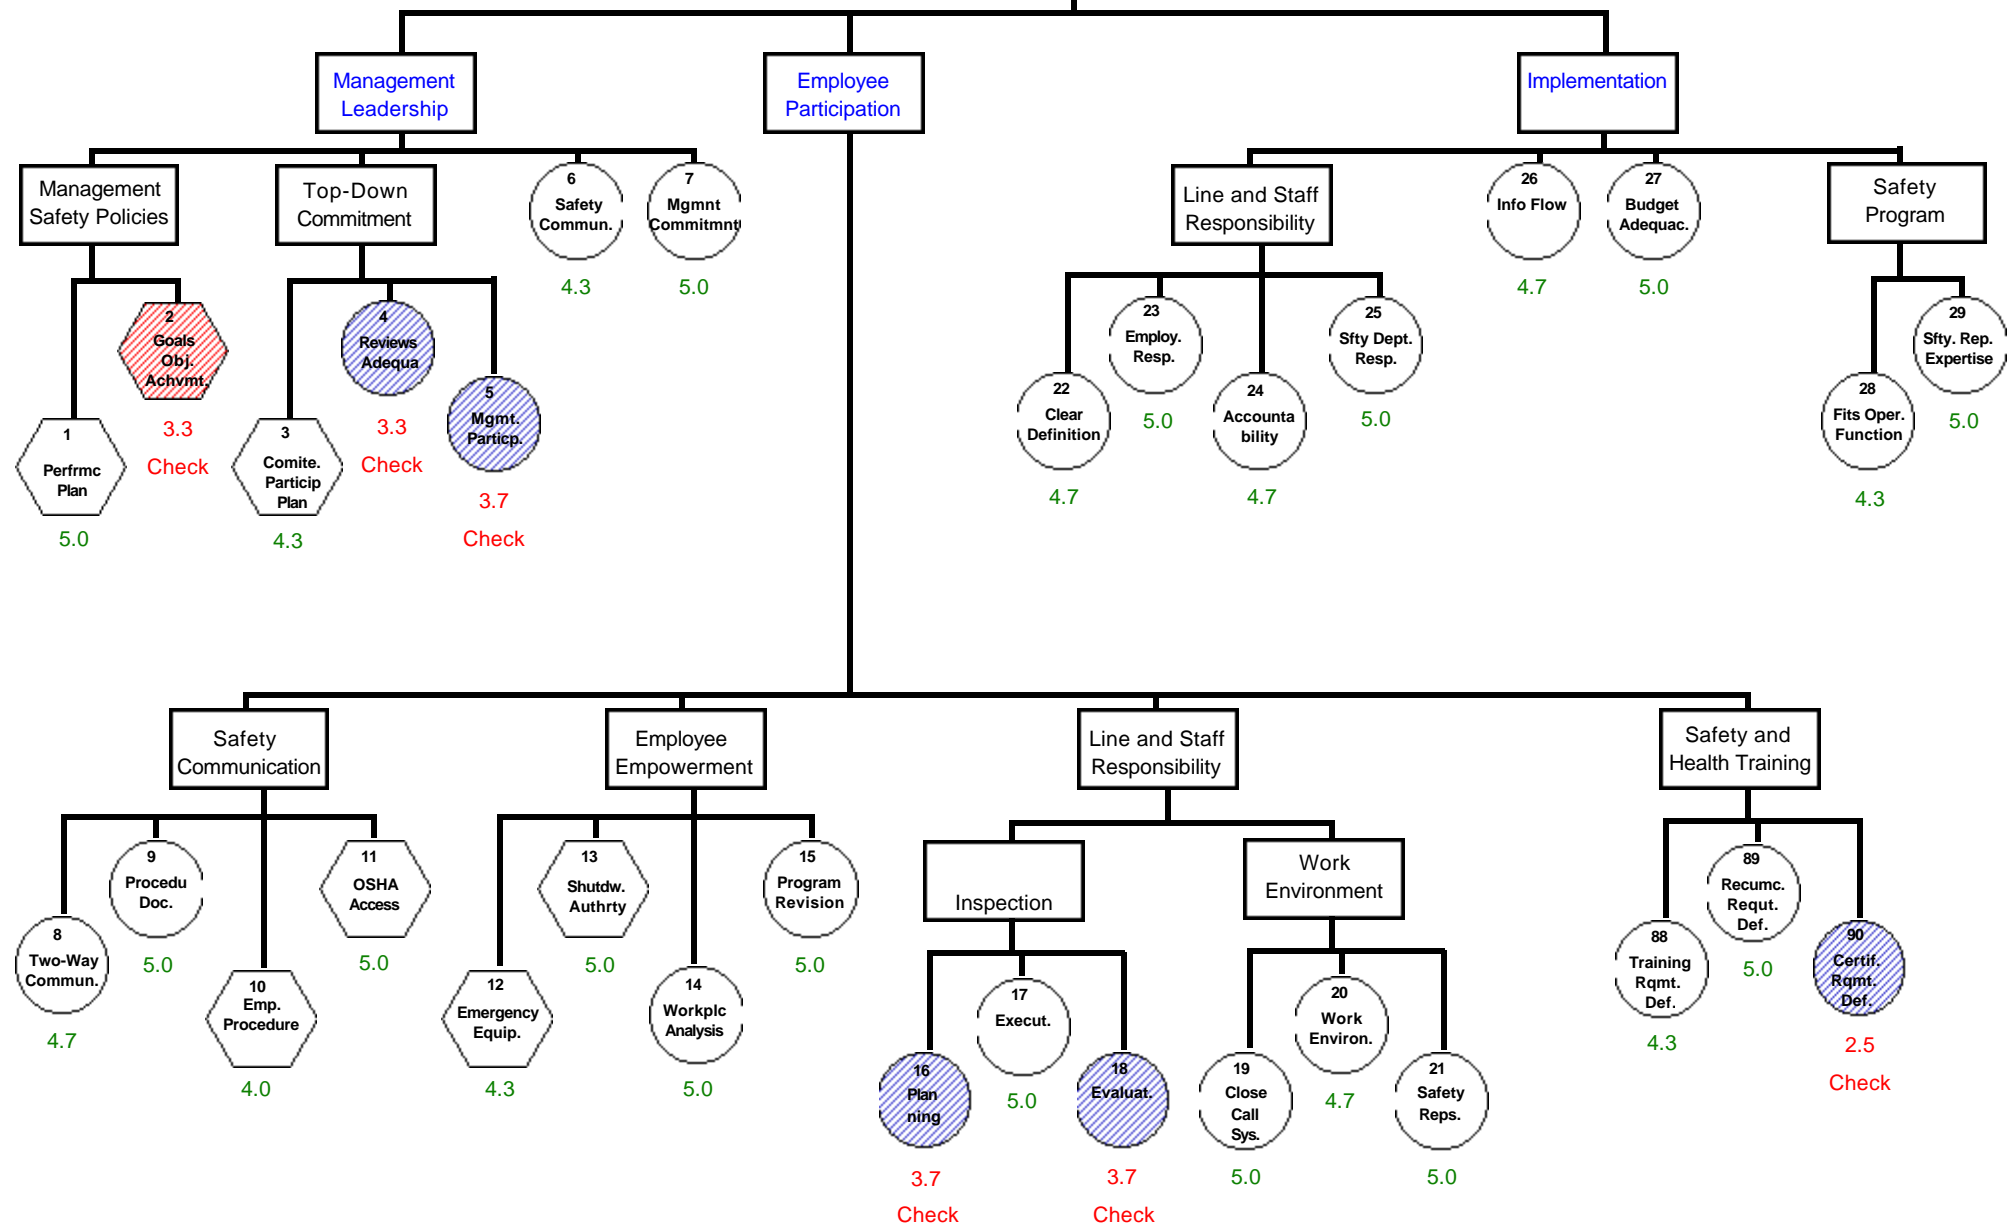 Management
Leadership
Employee
Participation
Implementation
Management
Safety Policies
Top-Down
Commitment
6
Safety
Commun.
4.3
7
Mgmnt
Commitmnt
5.0
Line and Staff
Responsibility
26
Info Flow
4.7
27
Budget
Adequac.
5.0
Safety
Program
1
Perfrmc
Plan
5.0
2
Goals
Obj.
Achvmt.
3.3
Check
3
Comite.
Particip
Plan
4.3
4
Reviews
Adequa
3.3
Check
5
Mgmt.
Particp.
3.7
Check
22
Clear
Definition
4.7
23
Employ.
Resp.
5.0
24
Accounta
bility
4.7
25
Sfty Dept.
Resp.
5.0
28
Fits Oper.
Function
4.3
29
Sfty. Rep.
Expertise
5.0
Safety
Communication
Employee
Empowerment
Line and Staff
Responsibility
Safety and
Health Training
8
Two-Way
Commun.
4.7
9
Procedu
Doc.
5.0
10
Emp.
Procedure
4.0
11
OSHA
Access
5.0
12
Emergency
Equip.
4.3
13
Shutdw.
Authrty
5.0
14
Workplc
Analysis
5.0
15
Program
Revision
5.0
Inspection
Work
Environment
16
Plan
ning
3.7
Check
17
Execut.
5.0
18
Evaluat.
3.7
Check
19
Close
Call
Sys.
5.0
20
Work
Environ.
4.7
21
Safety
Reps.
5.0
88
Training
Rqmt.
Def.
4.3
89
Recumc.
Requt.
Def.
5.0
90
Certif.
Rqmt.
Def.
2.5
Check